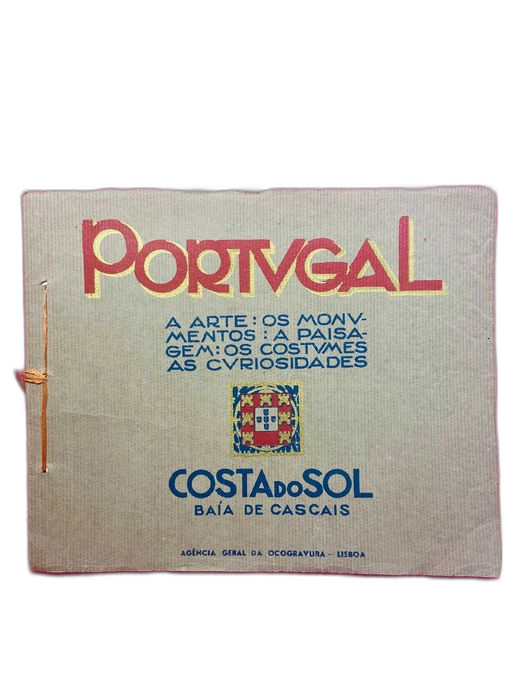 PORTVGAL
A ARTE : OS MONV-
MENTOS : A PAISA-
GEM : OS COSTVMES
AS CVRIOSIDADES
COSTA DO SOL
BAÍA DE CASCAIS
AGÊNCIA GERAL DA OCOGRAVURA - LISBOA